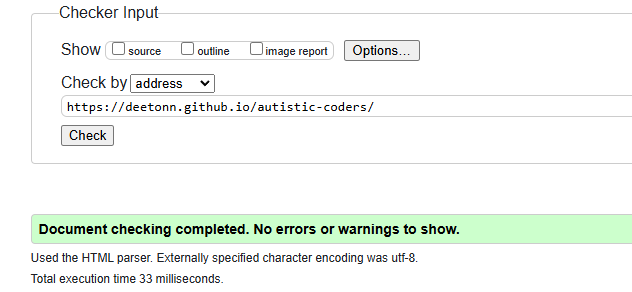 Checker Input
Show source outline image report Options...
Check by address
https://deetonn.github.io/autistic-coders/
Check
Document checking completed. No errors or warnings to show.
Used the HTML parser. Externally specified character encoding was utf-8.
Total execution time 33 milliseconds.